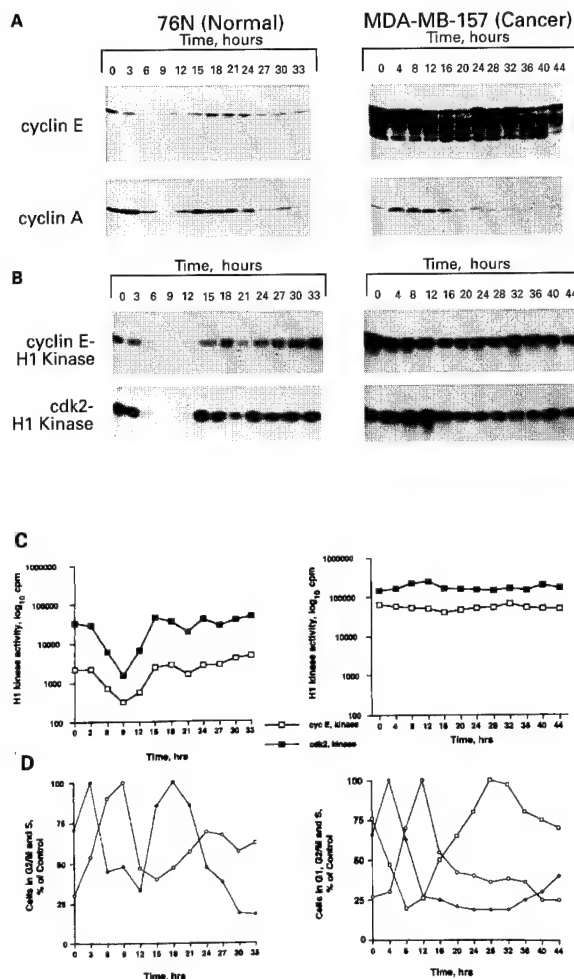 A
76N (Normal)
Time, hours
0 3 6 9 12 15 18 21 24 27 30 33
MDA-MB-157 (Cancer)
Time, hours
0 4 8 12 16 20 24 28 32 36 40 44
cyclin E
cyclin A
B
Time, hours
0 3 6 9 12 15 18 21 24 27 30 33
Time, hours
0 4 8 12 16 20 24 28 32 36 40 44
cyclin E-
H1 Kinase
cdk2-
H1 Kinase
C
H1 kinase activity, log10 cpm
1000000
100000
10000
1000
100
0 3 6 9 12 15 18 21 24 27 30 33
Time, hrs
H1 kinase activity, log10 cpm
1000000
100000
10000
1000
100
0 4 8 12 16 20 24 28 32 36 40 44
Time, hrs
cyc E, kinase
cdk2, kinase
D
Cells in G2/M and S,
% of Control
100
75
50
25
0
0 3 6 9 12 15 18 21 24 27 30 33
Time, hrs
Cells in G1, G2/M and S,
% of Control
100
75
50
25
0
0 4 8 12 16 20 24 28 32 36 40 44
Time, hrs